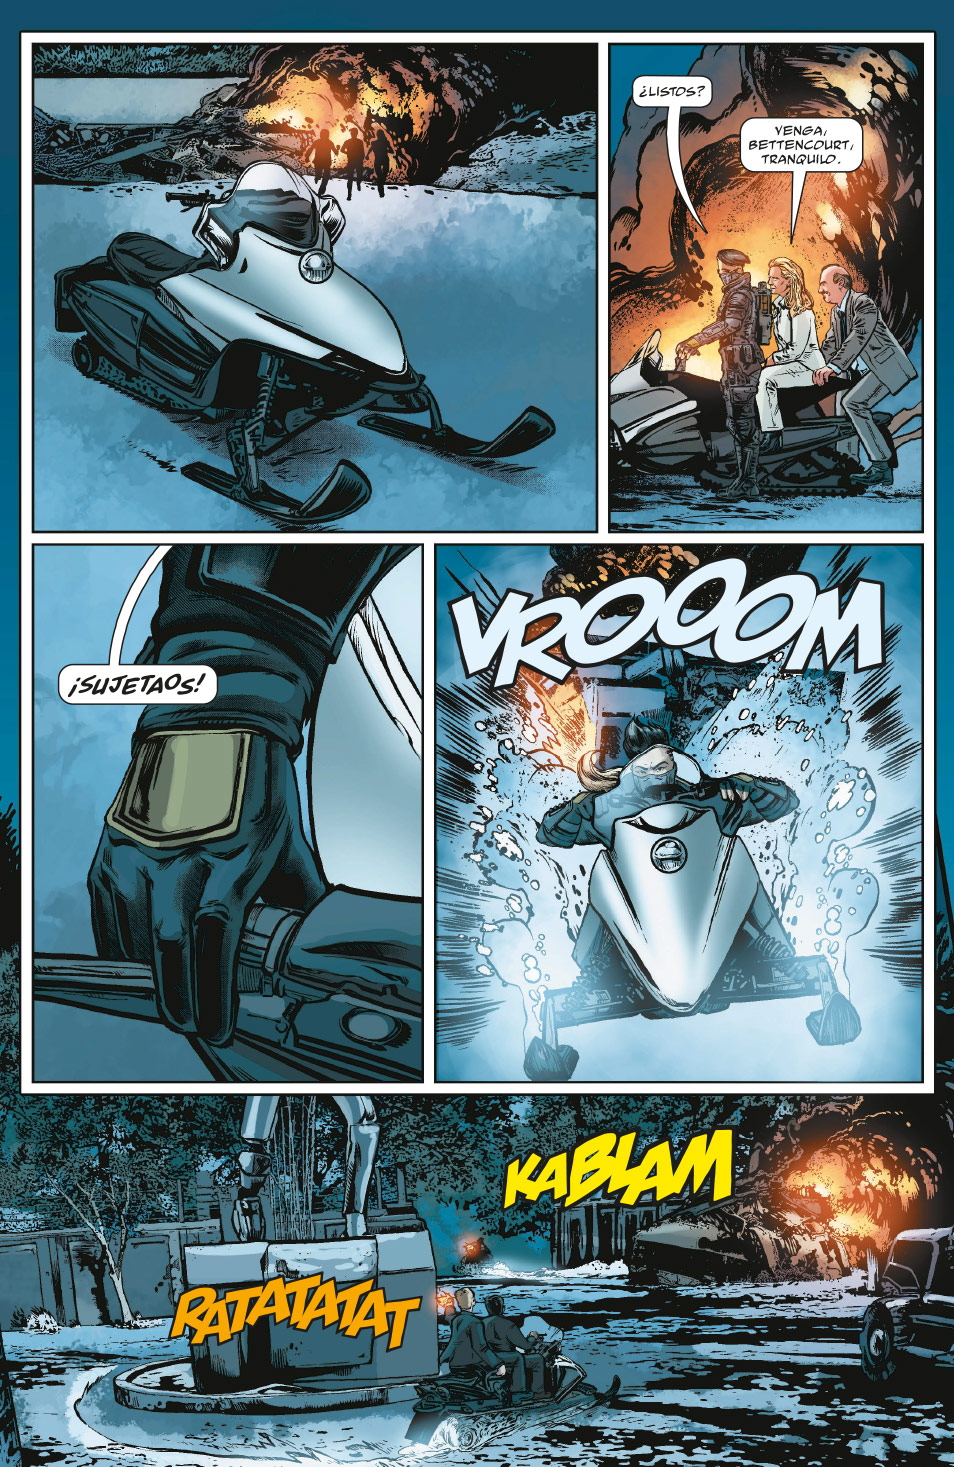 ¿LISTOS?
VENGA,
BETTENCOURT,
TRANQUILO.
¡SUJETAOS!
VROOOM
KABLAM
RATATATAT